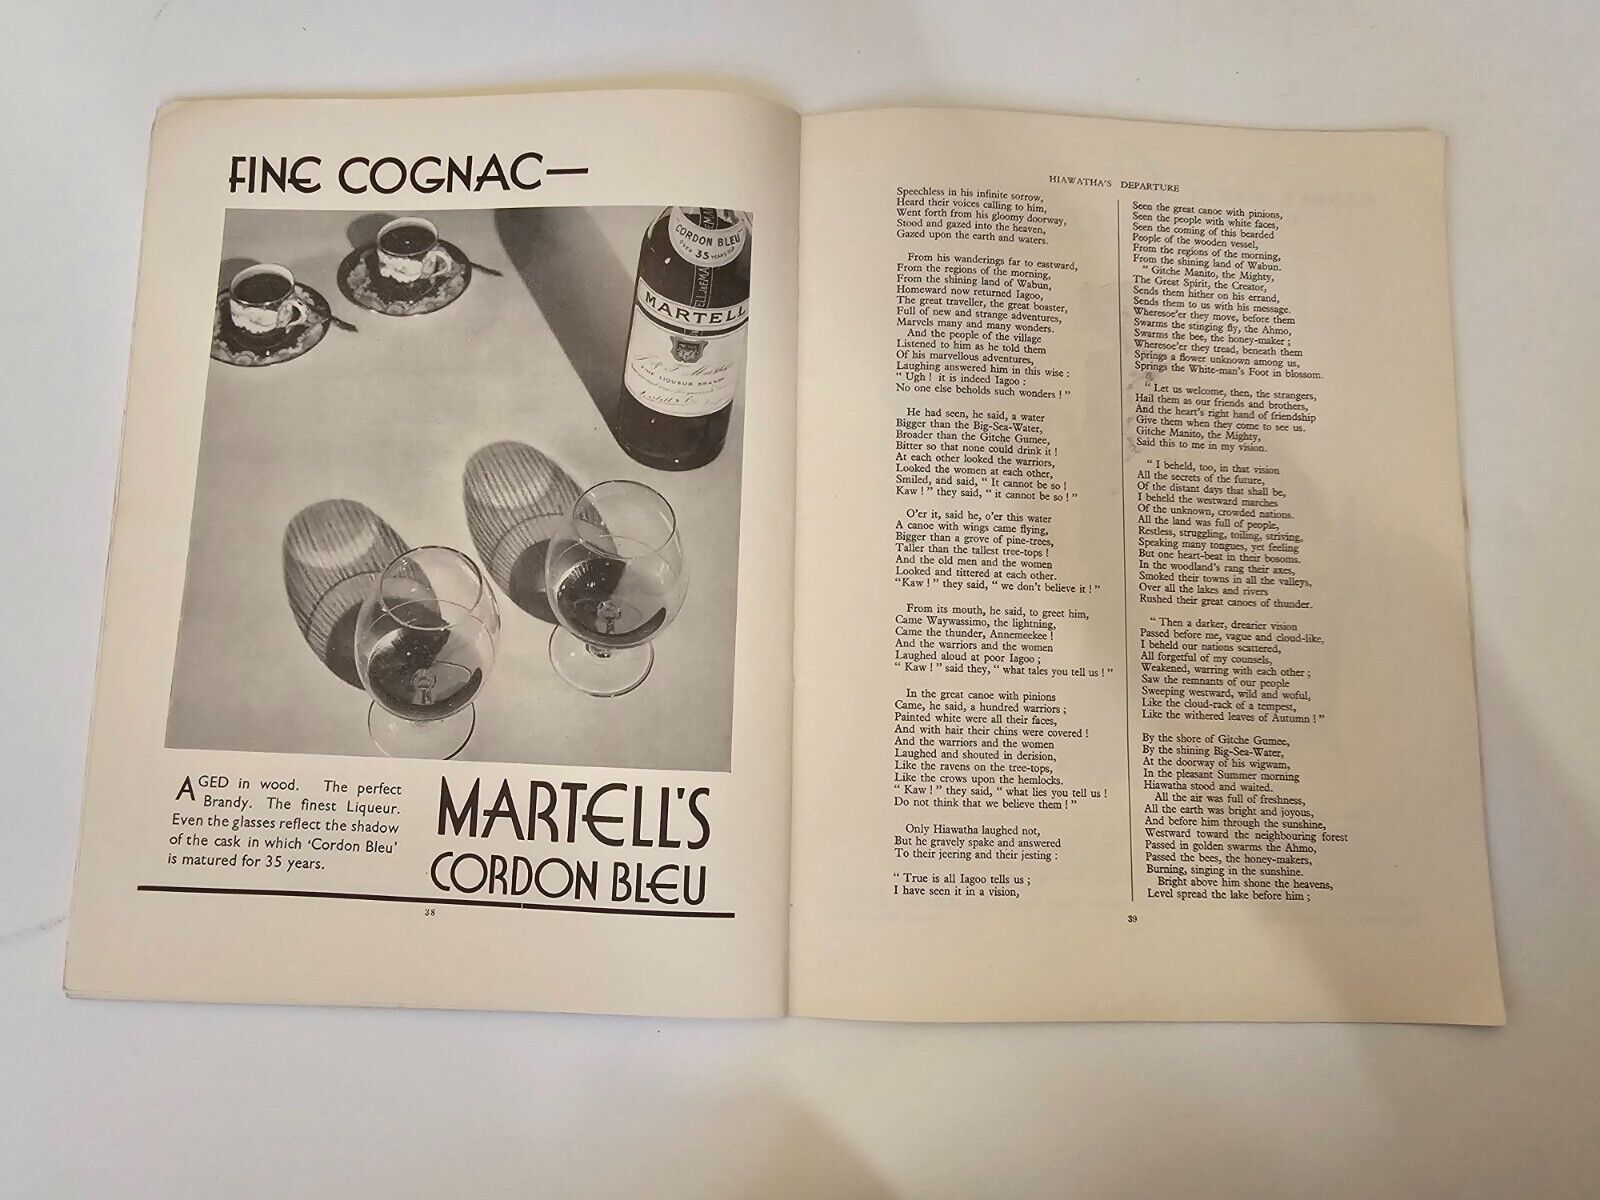 FINE COGNAC—
CORDON BLEU
OVER 35 YEARS OLD
MARTELL
FINE LIQUEUR BRANDY
AGED in wood. The perfect
Brandy. The finest Liqueur.
Even the glasses reflect the shadow
of the cask in which 'Cordon Bleu'
is matured for 35 years.
MARTELL'S
CORDON BLEU
38
HIAWATHA'S DEPARTURE
Speechless in his infinite sorrow,
Heard their voices calling to him,
Went forth from his gloomy doorway,
Stood and gazed into the heaven,
Gazed upon the earth and waters.
From his wanderings far to eastward,
From the regions of the morning,
From the shining land of Wabun,
Homeward now returned Iagoo,
The great traveller, the great boaster,
Full of new and strange adventures,
Marvels many and many wonders.
And the people of the village
Listened to him as he told them
Of his marvellous adventures,
Laughing answered him in this wise :
" Ugh ! it is indeed Iagoo :
No one else beholds such wonders ! "
He had seen, he said, a water
Bigger than the Big-Sea-Water,
Broader than the Gitche Gumee,
Bitter so that none could drink it !
At each other looked the warriors,
Looked the women at each other,
Smiled, and said, " It cannot be so !
Kaw ! " they said, " it cannot be so ! "
O'er it, said he, o'er this water
A canoe with wings came flying,
Bigger than a grove of pine-trees,
Taller than the tallest tree-tops !
And the old men and the women
Looked and tittered at each other.
"Kaw ! " they said, " we don't believe it ! "
From its mouth, he said, to greet him,
Came Waywassimo, the lightning,
Came the thunder, Annemeekee !
And the warriors and the women
Laughed aloud at poor Iagoo ;
" Kaw ! " said they, " what tales you tell us ! "
In the great canoe with pinions
Came, he said, a hundred warriors ;
Painted white were all their faces,
And with hair their chins were covered !
And the warriors and the women
Laughed and shouted in derision,
Like the ravens on the tree-tops,
Like the crows upon the hemlocks.
" Kaw ! " they said, " what lies you tell us !
Do not think that we believe them ! "
Only Hiawatha laughed not,
But he gravely spake and answered
To their jeering and their jesting :
" True is all Iagoo tells us ;
I have seen it in a vision,
Seen the great canoe with pinions,
Seen the people with white faces,
Seen the coming of this bearded
People of the wooden vessel,
From the regions of the morning,
From the shining land of Wabun.
" Gitche Manito, the Mighty,
The Great Spirit, the Creator,
Sends them hither on his errand,
Sends them to us with his message.
Wheresoe'er they move, before them
Swarms the stinging fly, the Ahmo,
Swarms the bee, the honey-maker ;
Wheresoe'er they tread, beneath them
Springs a flower unknown among us,
Springs the White-man's Foot in blossom.
" Let us welcome, then, the strangers,
Hail them as our friends and brothers,
And the heart's right hand of friendship
Give them when they come to see us.
Gitche Manito, the Mighty,
Said this to me in my vision.
" I beheld, too, in that vision
All the secrets of the future,
Of the distant days that shall be,
I beheld the westward marches
Of the unknown, crowded nations.
All the land was full of people,
Restless, struggling, toiling, striving,
Speaking many tongues, yet feeling
But one heart-beat in their bosoms.
In the woodland's rang their axes,
Smoked their towns in all the valleys,
Over all the lakes and rivers
Rushed their great canoes of thunder.
" Then a darker, drearier vision
Passed before me, vague and cloud-like,
I beheld our nations scattered,
All forgetful of my counsels,
Weakened, warring with each other ;
Saw the remnants of our people
Sweeping westward, wild and woful,
Like the cloud-rack of a tempest,
Like the withered leaves of Autumn ! "
By the shore of Gitche Gumee,
By the shining Big-Sea-Water,
At the doorway of his wigwam,
In the pleasant Summer morning
Hiawatha stood and waited.
All the air was full of freshness,
All the earth was bright and joyous,
And before him through the sunshine,
Westward toward the neighbouring forest
Passed in golden swarms the Ahmo,
Passed the bees, the honey-makers,
Burning, singing in the sunshine.
Bright above him shone the heavens,
Level spread the lake before him ;
39